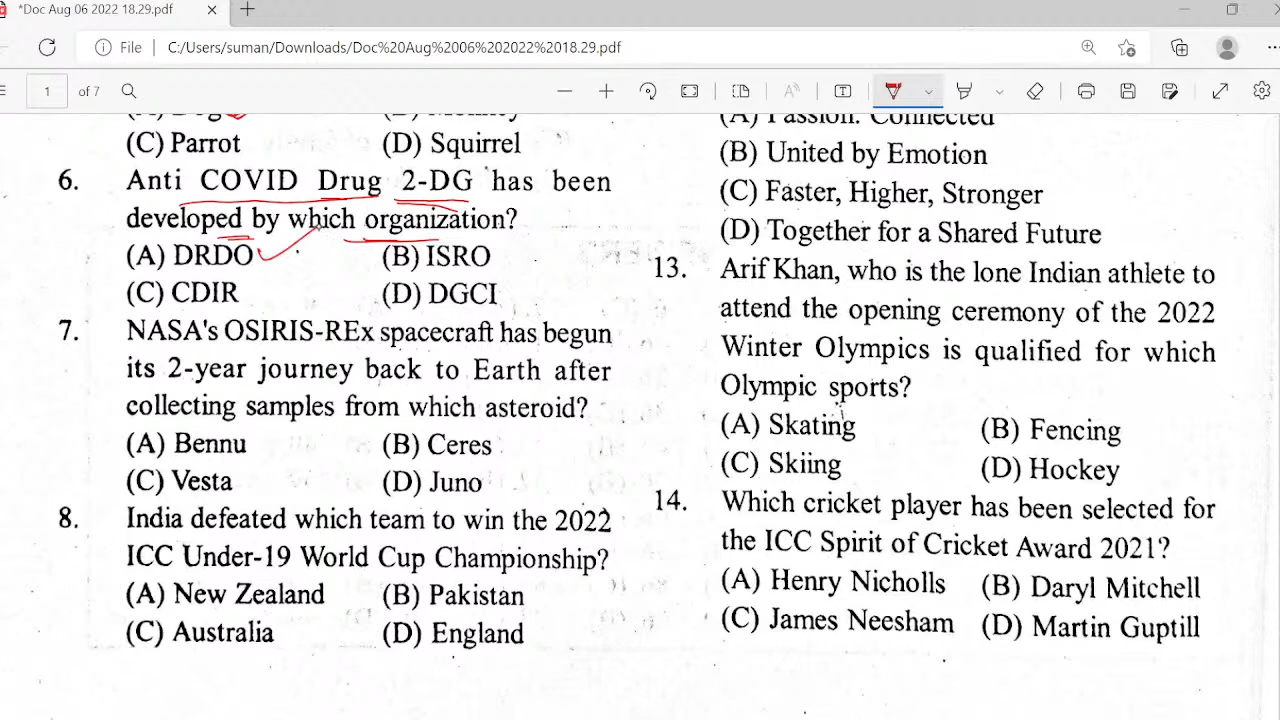 *Doc Aug 06 2022 18.29.pdf
File
C:/Users/suman/Downloads/Doc%20Aug%2006%202022%2018.29.pdf
1 of 7
(C) Parrot (D) Squirrel
6. Anti COVID Drug 2-DG has been
developed by which organization?
(A) DRDO (B) ISRO
(C) CDIR (D) DGCI
7. NASA's OSIRIS-REx spacecraft has begun
its 2-year journey back to Earth after
collecting samples from which asteroid?
(A) Bennu (B) Ceres
(C) Vesta (D) Juno
8. India defeated which team to win the 2022
ICC Under-19 World Cup Championship?
(A) New Zealand (B) Pakistan
(C) Australia (D) England
(A) Passion. Connected
(B) United by Emotion
(C) Faster, Higher, Stronger
(D) Together for a Shared Future
13. Arif Khan, who is the lone Indian athlete to
attend the opening ceremony of the 2022
Winter Olympics is qualified for which
Olympic sports?
(A) Skating (B) Fencing
(C) Skiing (D) Hockey
14. Which cricket player has been selected for
the ICC Spirit of Cricket Award 2021?
(A) Henry Nicholls (B) Daryl Mitchell
(C) James Neesham (D) Martin Guptill